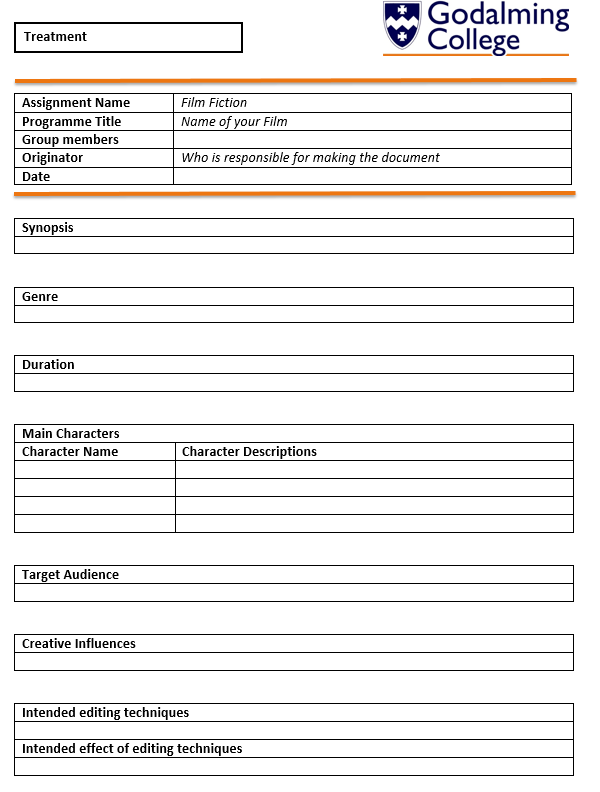 Treatment
Godalming
College
Assignment Name Film Fiction
Programme Title Name of your Film
Group members
Originator Who is responsible for making the document
Date
Synopsis
Genre
Duration
Main Characters
Character Name Character Descriptions
Target Audience
Creative Influences
Intended editing techniques
Intended effect of editing techniques